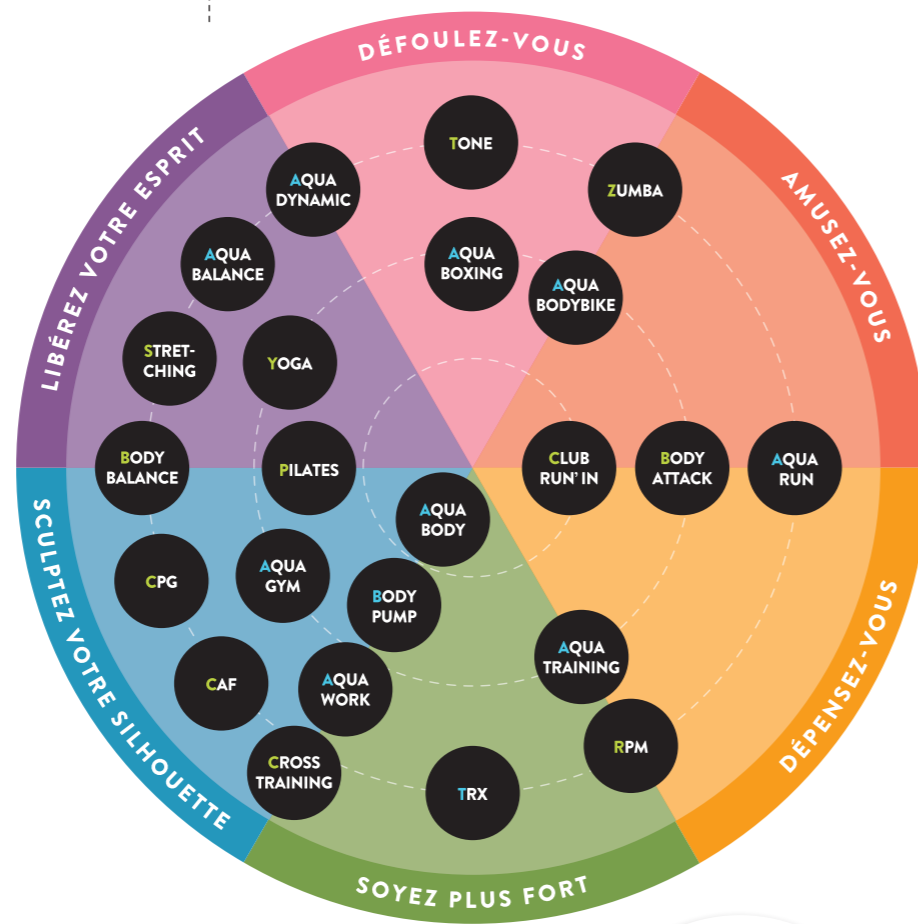 DÉFOULEZ-VOUS
AMUSEZ-VOUS
DÉPENSEZ-VOUS
SOYEZ PLUS FORT
SCULPTEZ VOTRE SILHOUETTE
LIBÉREZ VOTRE ESPRIT
TONE
AQUA
DYNAMIC
ZUMBA
AQUA
BALANCE
AQUA
BOXING
AQUA
BODYBIKE
STRET-
CHING
YOGA
BODY
BALANCE
PILATES
CLUB
RUN' IN
BODY
ATTACK
AQUA
RUN
AQUA
BODY
CPG
AQUA
GYM
BODY
PUMP
AQUA
TRAINING
CAF
AQUA
WORK
RPM
CROSS
TRAINING
TRX